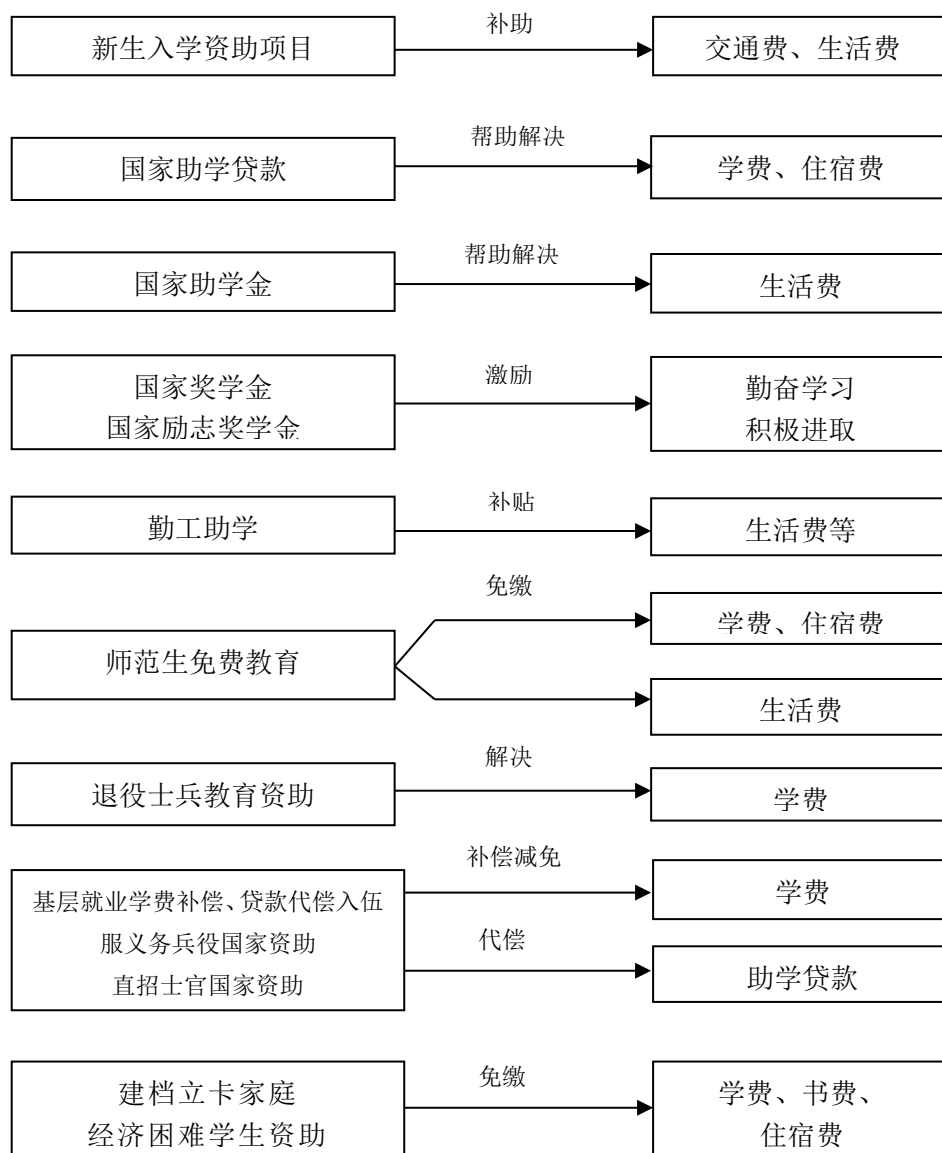 新生入学资助项目
补助
交通费、生活费
国家助学贷款
帮助解决
学费、住宿费
国家助学金
帮助解决
生活费
国家奖学金
国家励志奖学金
激励
勤奋学习
积极进取
勤工助学
补贴
生活费等
师范生免费教育
免缴
学费、住宿费
生活费
退役士兵教育资助
解决
学费
基层就业学费补偿、贷款代偿入伍
服义务兵役国家资助
直招士官国家资助
补偿减免
学费
代偿
助学贷款
建档立卡家庭
经济困难学生资助
免缴
学费、书费、
住宿费